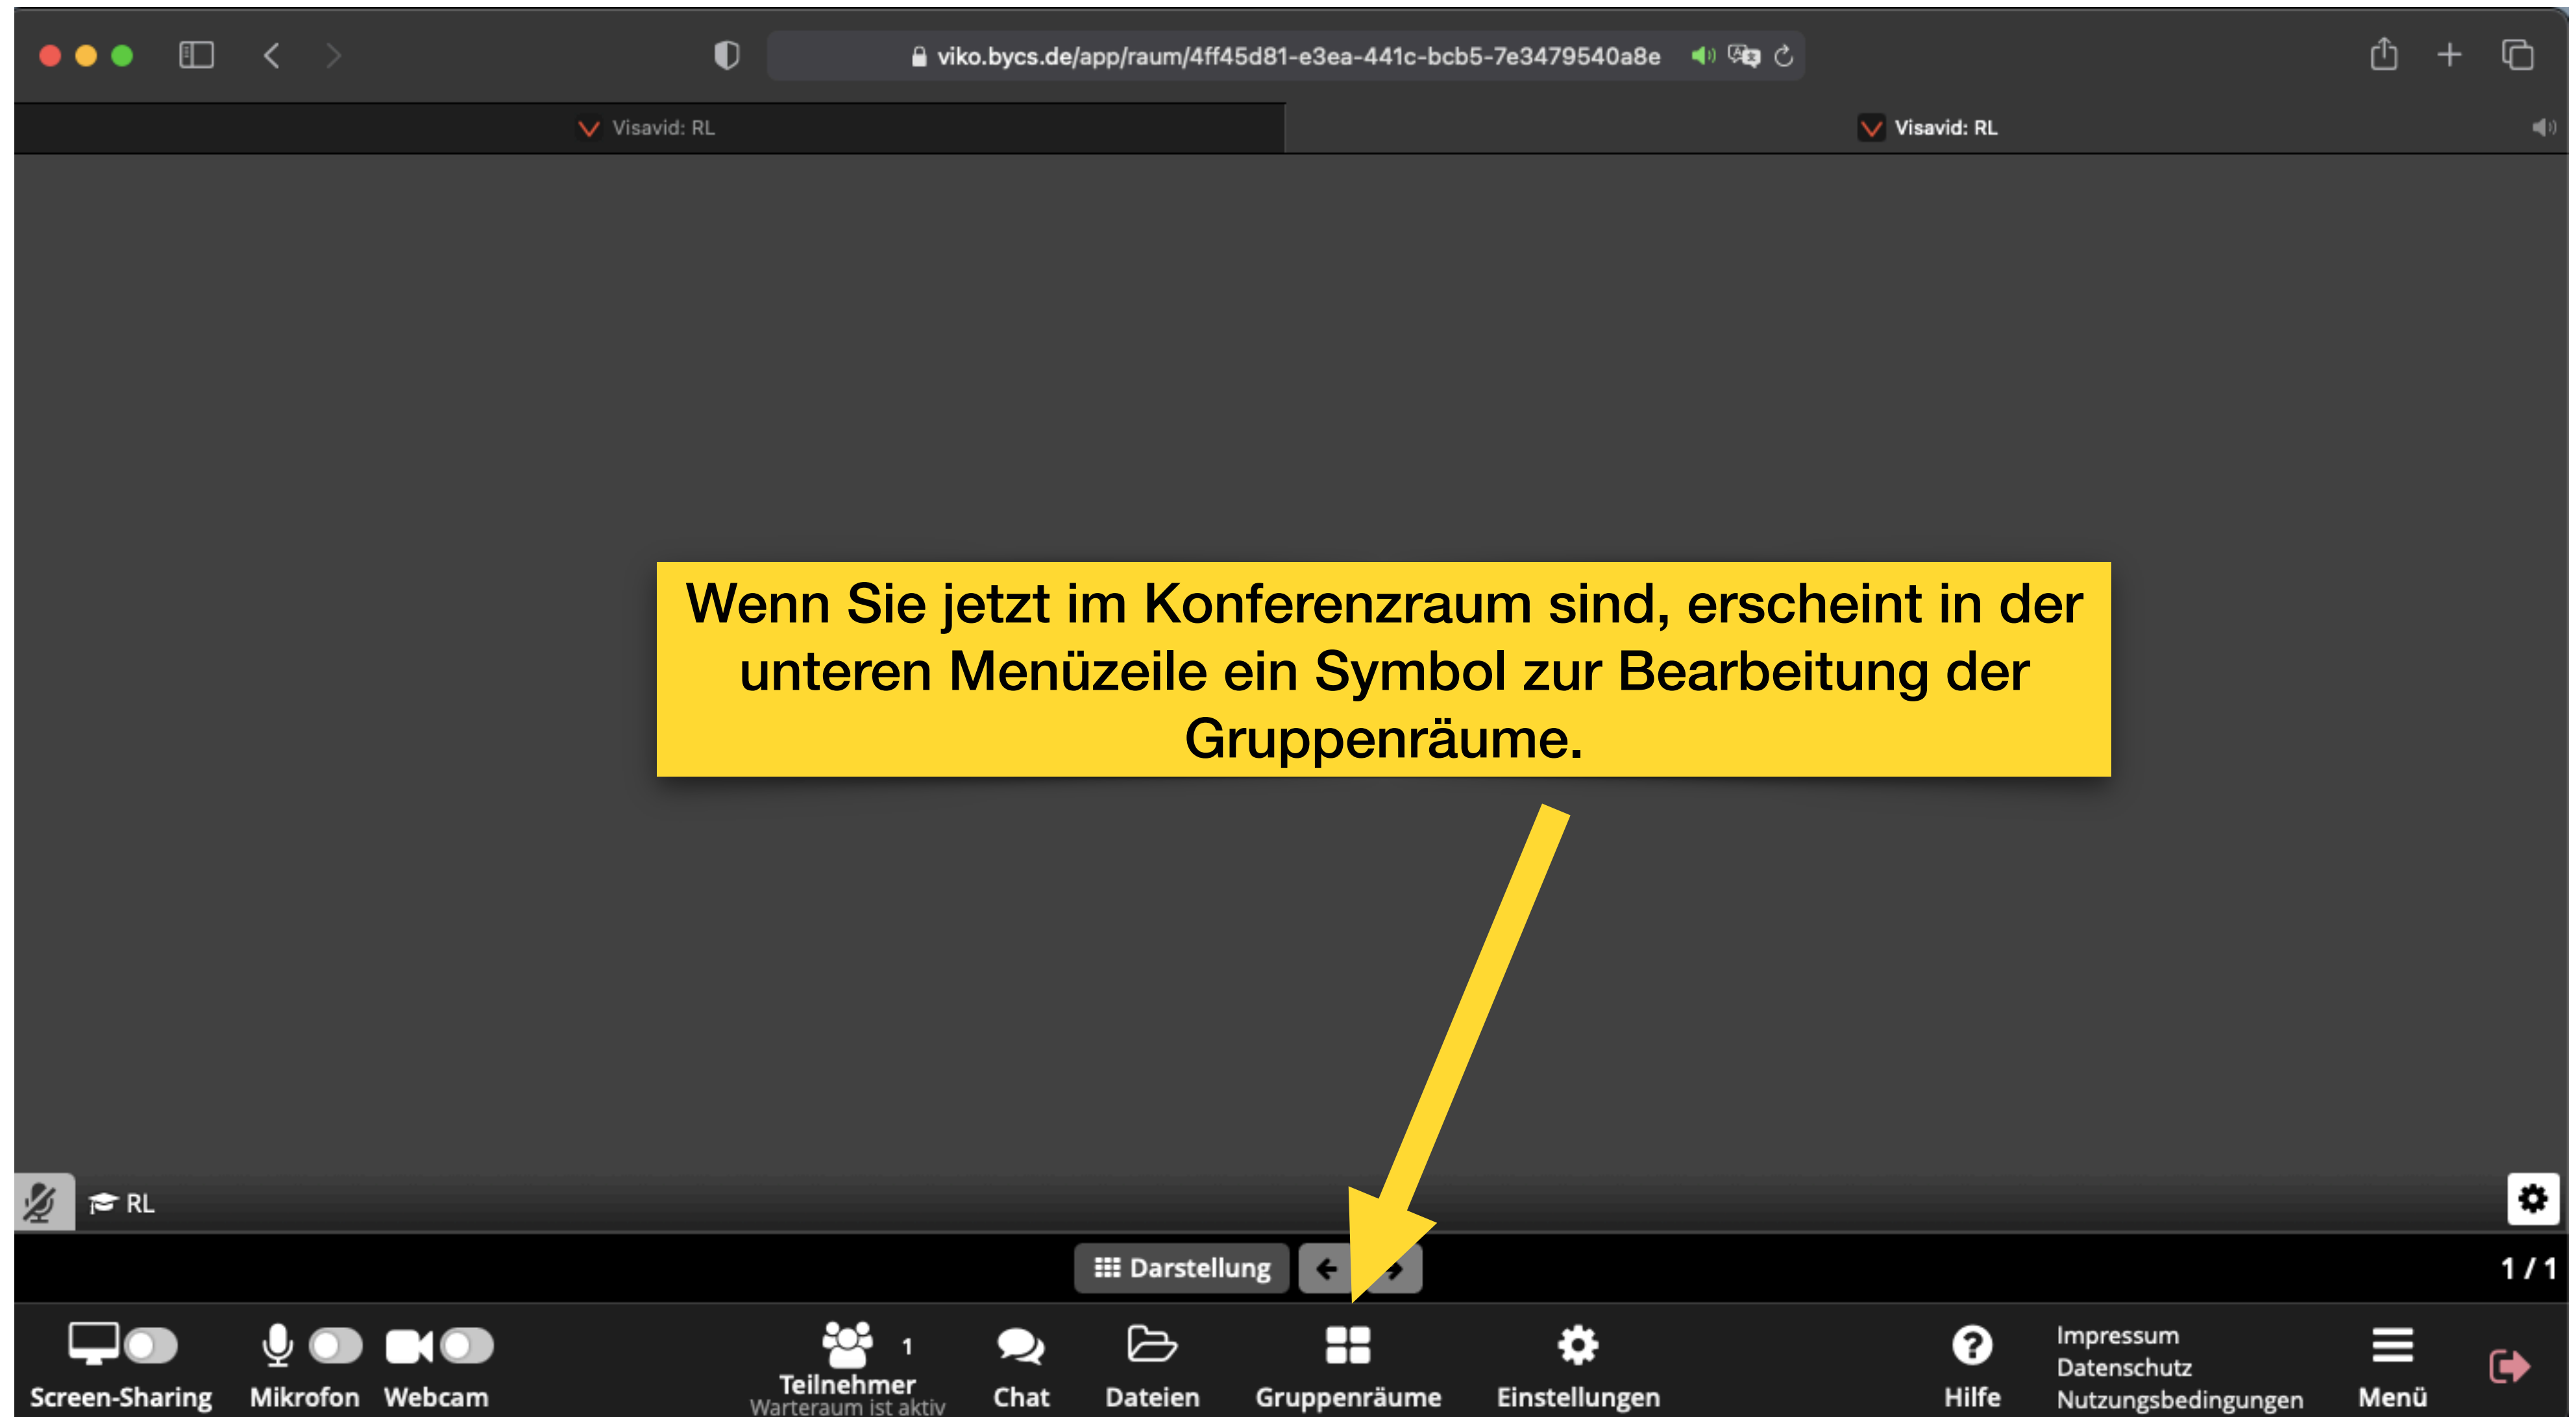 viko.bycs.de/app/raum/4ff45d81-e3ea-441c-bcb5-7e3479540a8e
Visavid: RL
Visavid: RL
Wenn Sie jetzt im Konferenzraum sind, erscheint in der
unteren Menüzeile ein Symbol zur Bearbeitung der
Gruppenräume.
RL
Darstellung
1 / 1
Screen-Sharing
Mikrofon
Webcam
1
Teilnehmer
Warteraum ist aktiv
Chat
Dateien
Gruppenräume
Einstellungen
Hilfe
Impressum
Datenschutz
Nutzungsbedingungen
Menü